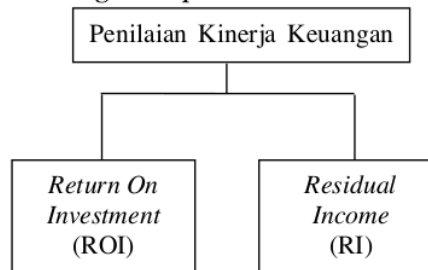 Penilaian Kinerja Keuangan
Return On
Investment
(ROI)
Residual
Income
(RI)